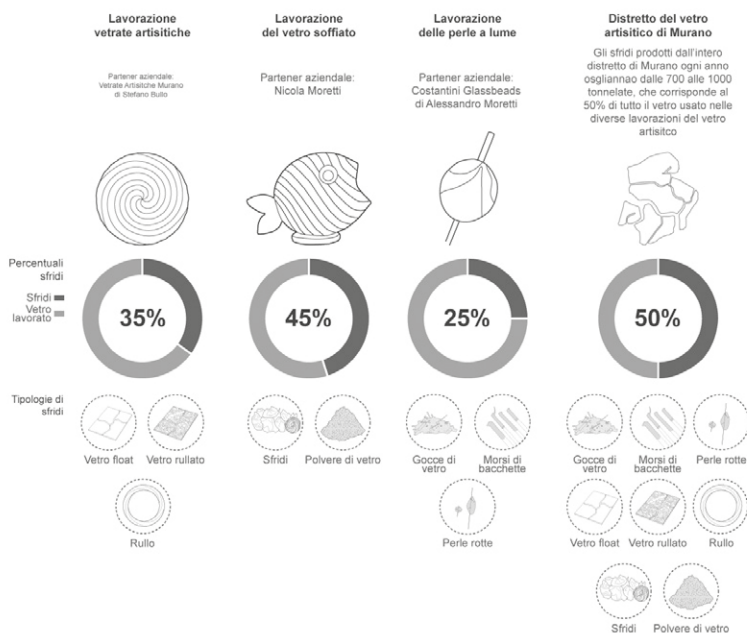 Lavorazione
vetrate artisitiche
Partener aziendale:
Vetrate Artisitche Murano
di Stefano Bullo
Lavorazione
del vetro soffiato
Partener aziendale:
Nicola Moretti
Lavorazione
delle perle a lume
Partener aziendale:
Costantini Glassbeads
di Alessandro Moretti
Distretto del vetro
artisitico di Murano
Gli sfridi prodotti dall'intero
distretto di Murano ogni anno
osgliannao dalle 700 alle 1000
tonnelate, che corrisponde al
50% di tutto il vetro usato nelle
diverse lavorazioni del vetro
artisitco
Percentuali
sfridi
Sfridi
Vetro
lavorato
35%
45%
25%
50%
Tipologie di
sfridi
Vetro float
Vetro rullato
Rullo
Sfridi
Polvere di vetro
Gocce di
vetro
Morsi di
bacchette
Perle rotte
Gocce di
vetro
Morsi di
bacchette
Perle rotte
Vetro float
Vetro rullato
Rullo
Sfridi
Polvere di vetro